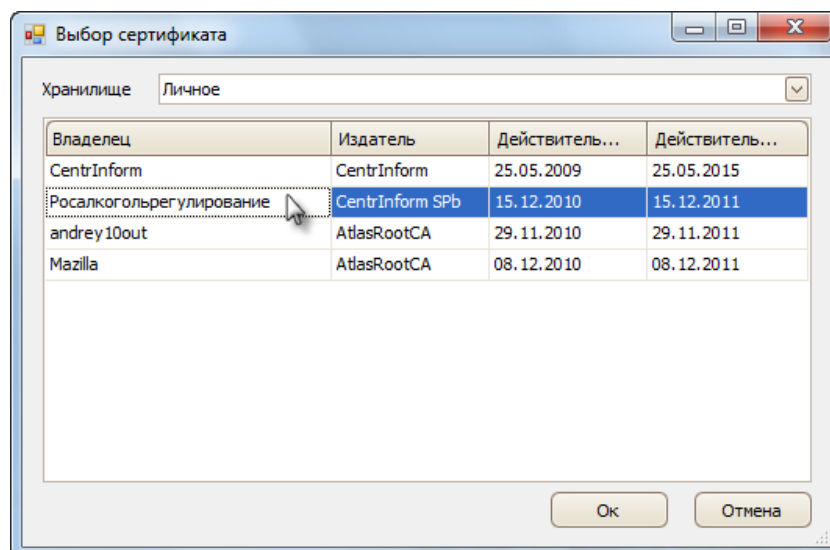 Выбор сертификата
Хранилище Личное
Владелец Издатель Действитель... Действитель...
CentrInform CentrInform 25.05.2009 25.05.2015
Росалкогольрегулирование CentrInform SPb 15.12.2010 15.12.2011
andrey10out AtlasRootCA 29.11.2010 29.11.2011
Mazilla AtlasRootCA 08.12.2010 08.12.2011
Ок Отмена